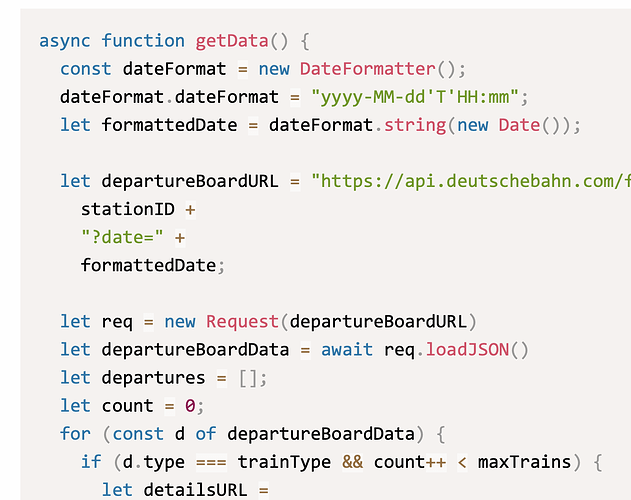 async function getData() {
const dateFormat = new DateFormatter();
dateFormat.dateFormat = "yyyy-MM-dd'T'HH:mm";
let formattedDate = dateFormat.string(new Date());
let departureBoardURL = "https://api.deutschebahn.com/f
stationID +
"?date=" +
formattedDate;
let req = new Request(departureBoardURL)
let departureBoardData = await req.loadJSON()
let departures = [];
let count = 0;
for (const d of departureBoardData) {
if (d.type === trainType && count++ < maxTrains) {
let detailsURL =